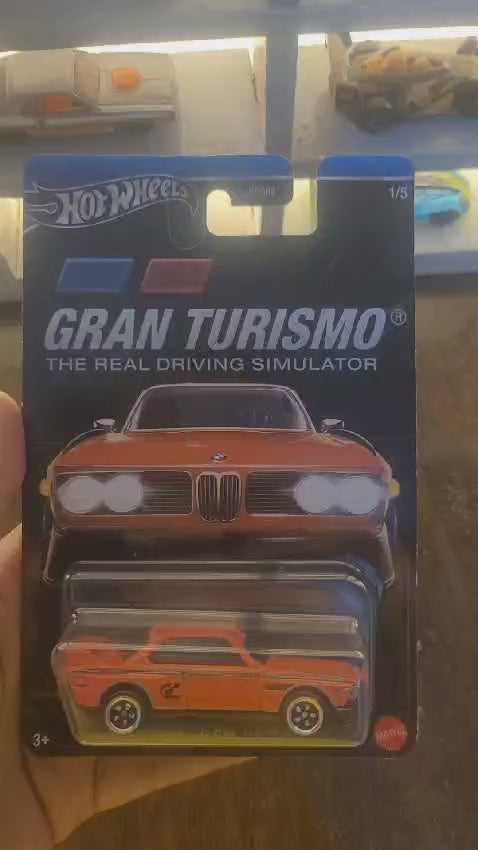 Hot Wheels
1/5
GRAN TURISMO®
THE REAL DRIVING SIMULATOR
3+
MATTEL